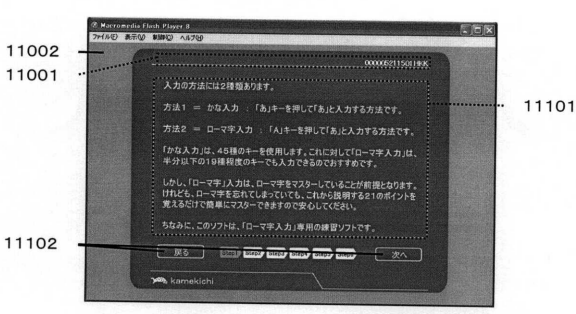 Macromedia Flash Player 8
ファイル(F) 表示(V) 制御(C) ヘルプ(H)
11002
11001
11101
入力の方法には2種類あります。
方法1 = かな入力 : 「あ」キーを押して「あ」と入力する方法です。
方法2 = ローマ字入力 : 「A」キーを押して「あ」と入力する方法です。
「かな入力」は、45種のキーを使用します。これに対して「ローマ字入力」は、
半分以下の19種程度のキーでも入力できるのでおすすめです。
しかし、「ローマ字」入力は、ローマ字をマスターしていることが前提となります。
けれども、ローマ字を忘れてしまっていても、これから説明する21のポイントを
覚えるだけで簡単にマスターできますので安心してください。
ちなみに、このソフトは、「ローマ字入力」専用の練習ソフトです。
11102
戻る Step1 Step2 Step3 Step4 Step5 次へ
kamekichi